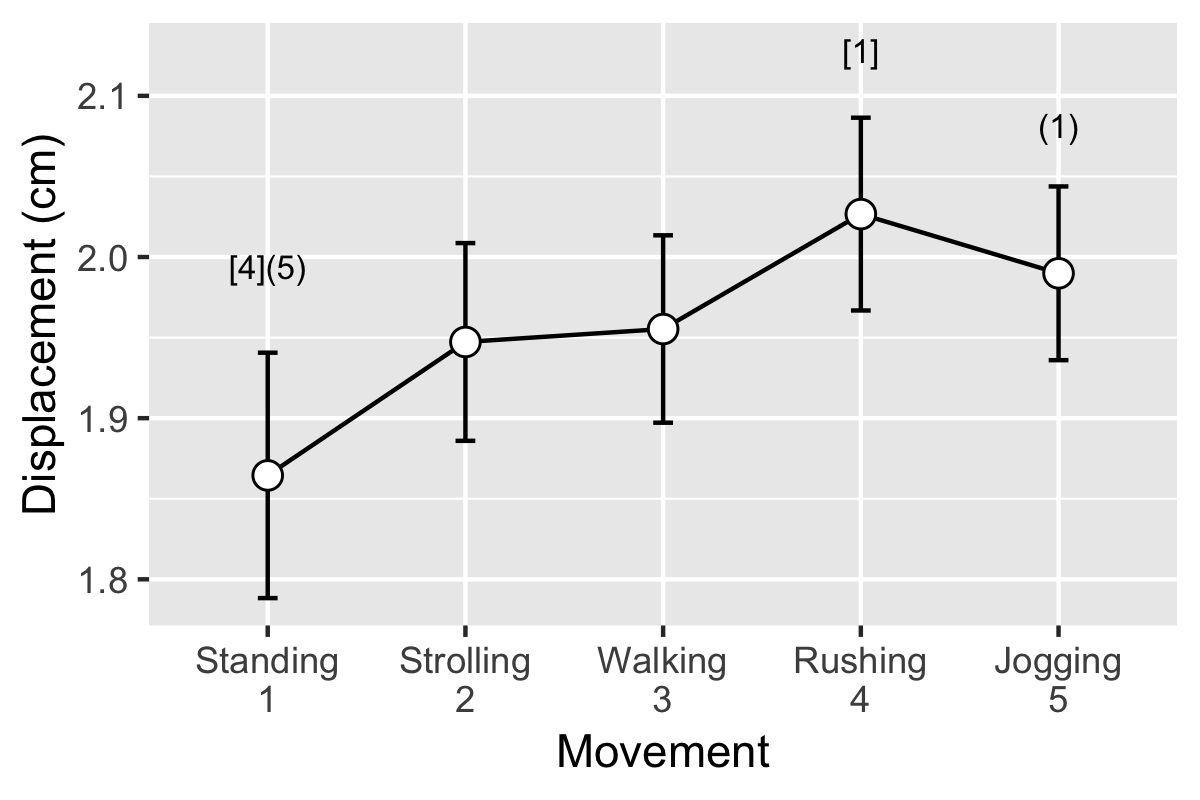 [1]
2.1
(1)
Displacement (cm)
2.0
[4](5)
1.9
1.8
Standing Strolling Walking Rushing Jogging
1 2 3 4 5
Movement